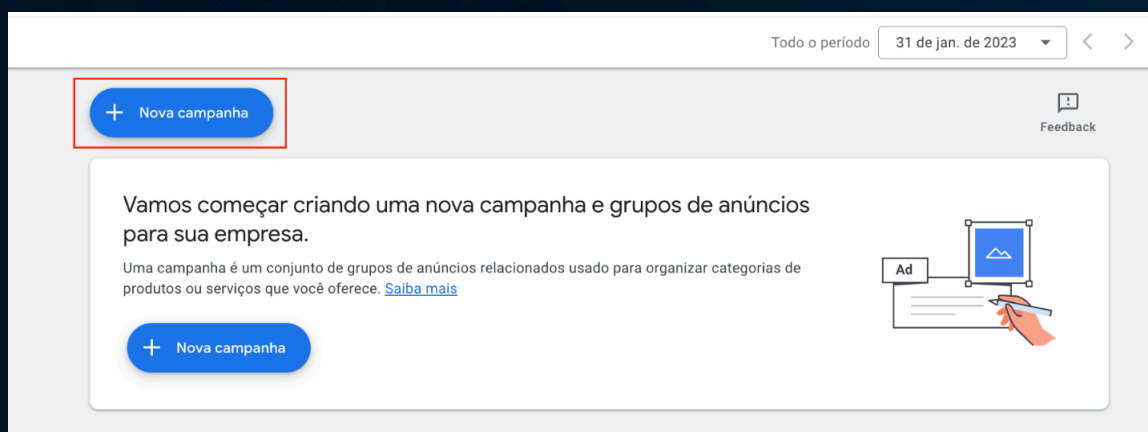 Todo o período 31 de jan. de 2023
Nova campanha
Feedback
Vamos começar criando uma nova campanha e grupos de anúncios
para sua empresa.
Uma campanha é um conjunto de grupos de anúncios relacionados usado para organizar categorias de
produtos ou serviços que você oferece. Saiba mais
Ad
Nova campanha